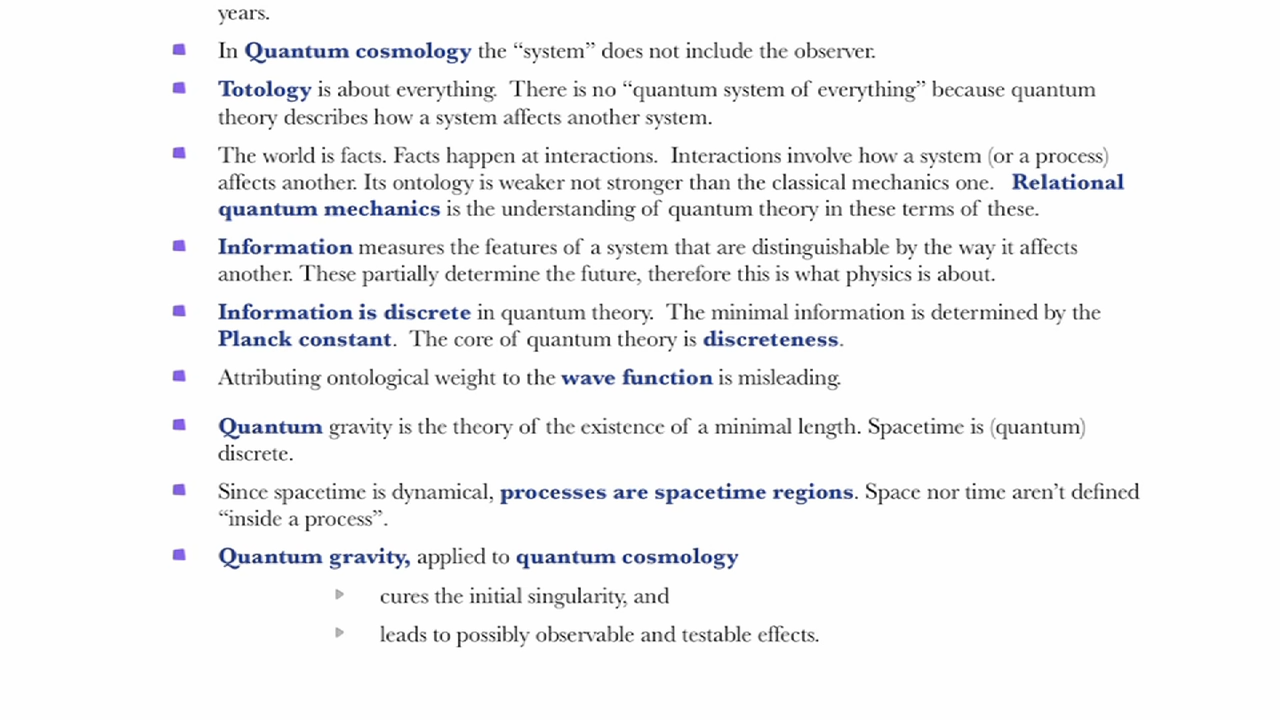 years.
In Quantum cosmology the “system” does not include the observer.
Totology is about everything.  There is no “quantum system of everything” because quantum
theory describes how a system affects another system.
The world is facts. Facts happen at interactions.  Interactions involve how a system (or a process)
affects another. Its ontology is weaker not stronger than the classical mechanics one.   Relational
quantum mechanics is the understanding of quantum theory in these terms of these.
Information measures the features of a system that are distinguishable by the way it affects
another. These partially determine the future, therefore this is what physics is about.
Information is discrete in quantum theory.  The minimal information is determined by the
Planck constant.  The core of quantum theory is discreteness.
Attributing ontological weight to the wave function is misleading.
Quantum gravity is the theory of the existence of a minimal length. Spacetime is (quantum)
discrete.
Since spacetime is dynamical, processes are spacetime regions. Space nor time aren’t defined
“inside a process”.
Quantum gravity, applied to quantum cosmology
cures the initial singularity, and
leads to possibly observable and testable effects.